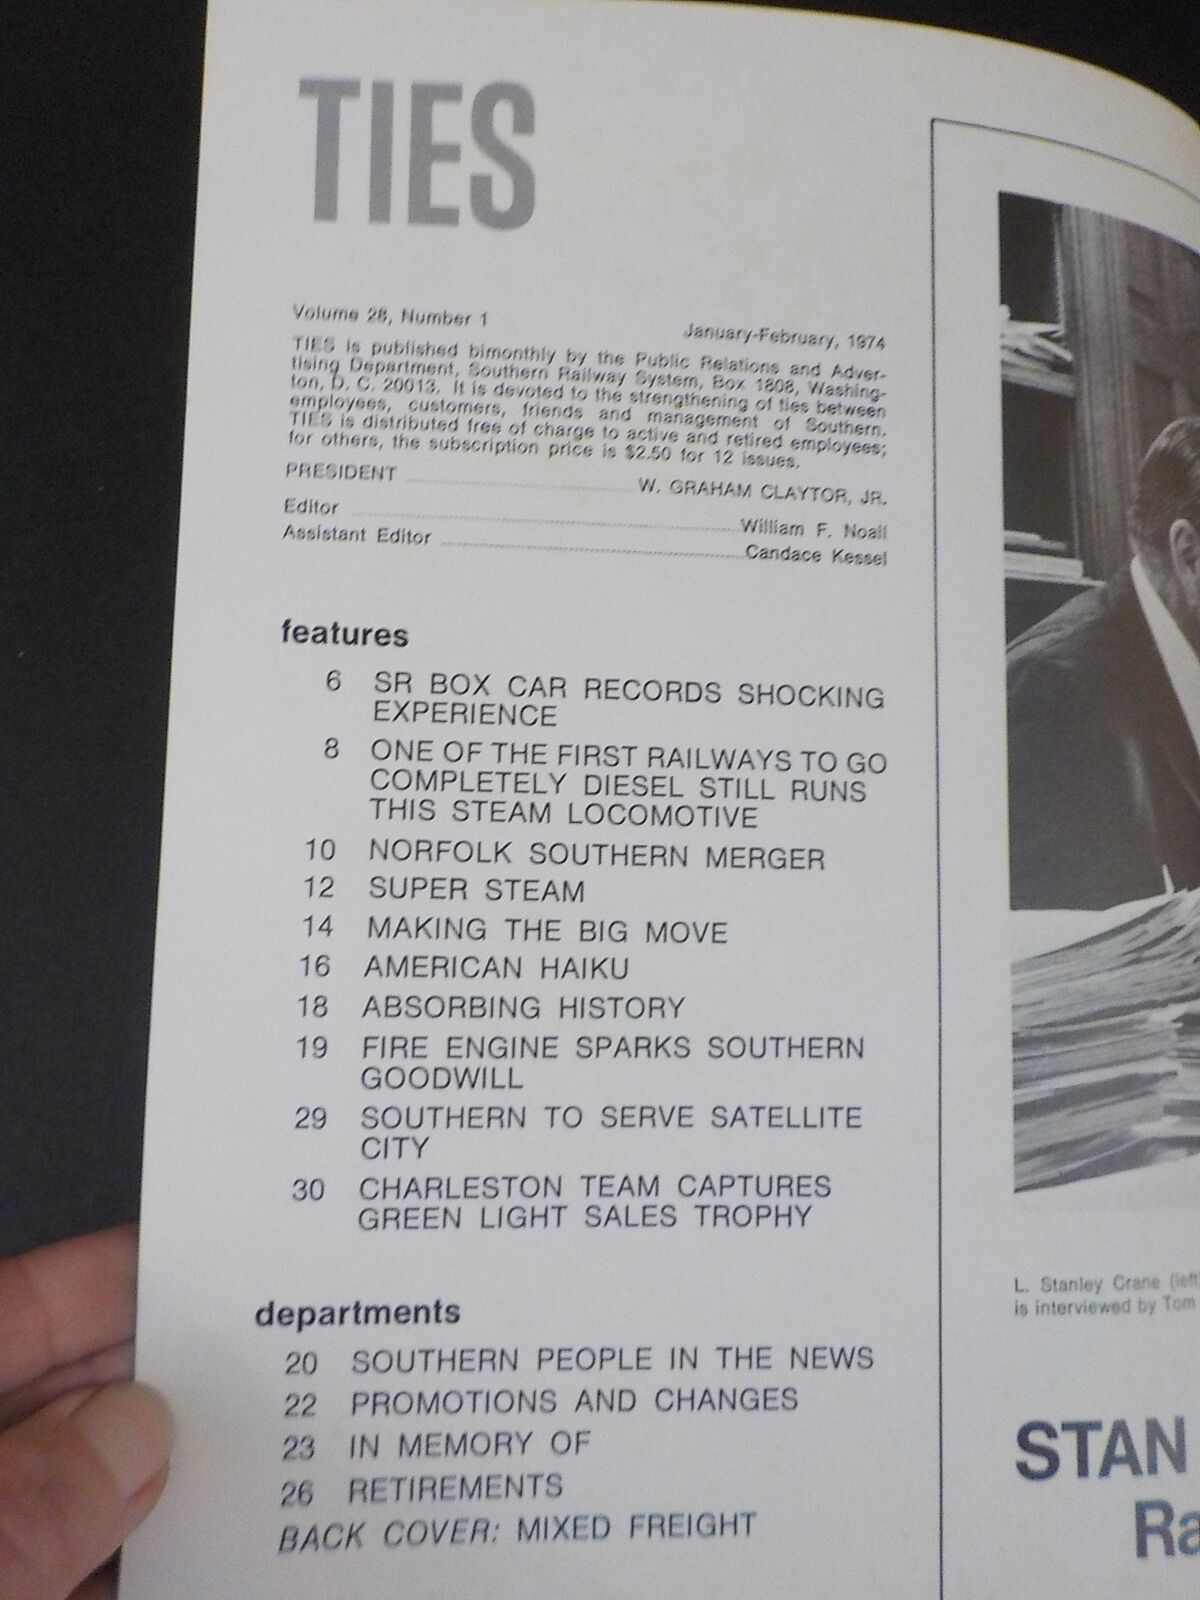 TIES
Volume 28, Number 1
January-February, 1974
TIES is published bimonthly by the Public Relations and Adver-
tising Department, Southern Railway System, Box 1808, Washing-
ton, D. C. 20013. It is devoted to the strengthening of ties between
employees, customers, friends and management of Southern.
TIES is distributed free of charge to active and retired employees;
for others, the subscription price is $2.50 for 12 issues.
PRESIDENT W. GRAHAM CLAYTOR, JR.
Editor William F. Noall
Assistant Editor Candace Kessel
features
6 SR BOX CAR RECORDS SHOCKING
EXPERIENCE
8 ONE OF THE FIRST RAILWAYS TO GO
COMPLETELY DIESEL STILL RUNS
THIS STEAM LOCOMOTIVE
10 NORFOLK SOUTHERN MERGER
12 SUPER STEAM
14 MAKING THE BIG MOVE
16 AMERICAN HAIKU
18 ABSORBING HISTORY
19 FIRE ENGINE SPARKS SOUTHERN
GOODWILL
29 SOUTHERN TO SERVE SATELLITE
CITY
30 CHARLESTON TEAM CAPTURES
GREEN LIGHT SALES TROPHY
departments
20 SOUTHERN PEOPLE IN THE NEWS
22 PROMOTIONS AND CHANGES
23 IN MEMORY OF
26 RETIREMENTS
BACK COVER: MIXED FREIGHT
L. Stanley Crane (left)
is interviewed by Tom
STAN
Ra